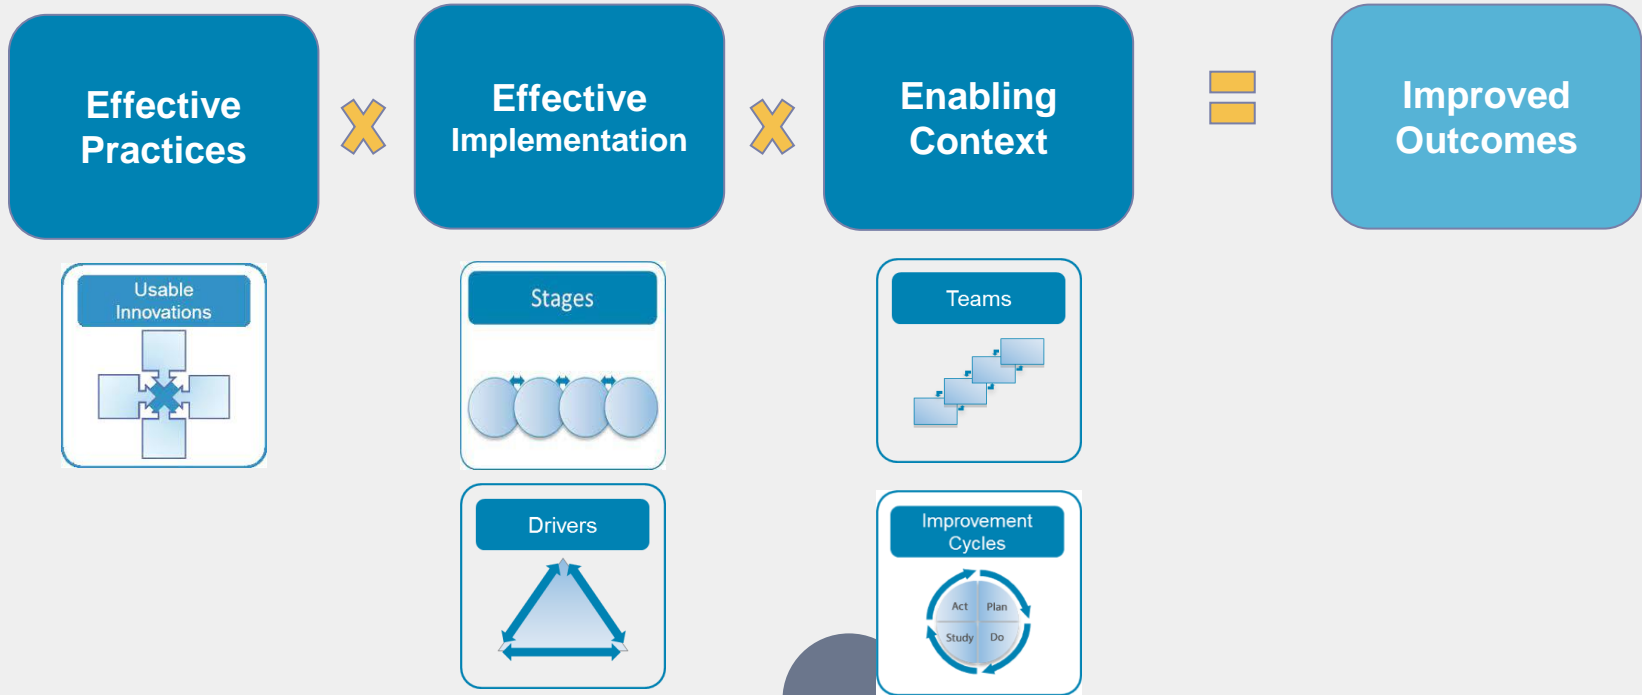 Effective
Practices
Effective
Implementation
Enabling
Context
Improved
Outcomes
Usable
Innovations
Stages
Teams
Drivers
Improvement
Cycles
Act
Plan
Study
Do